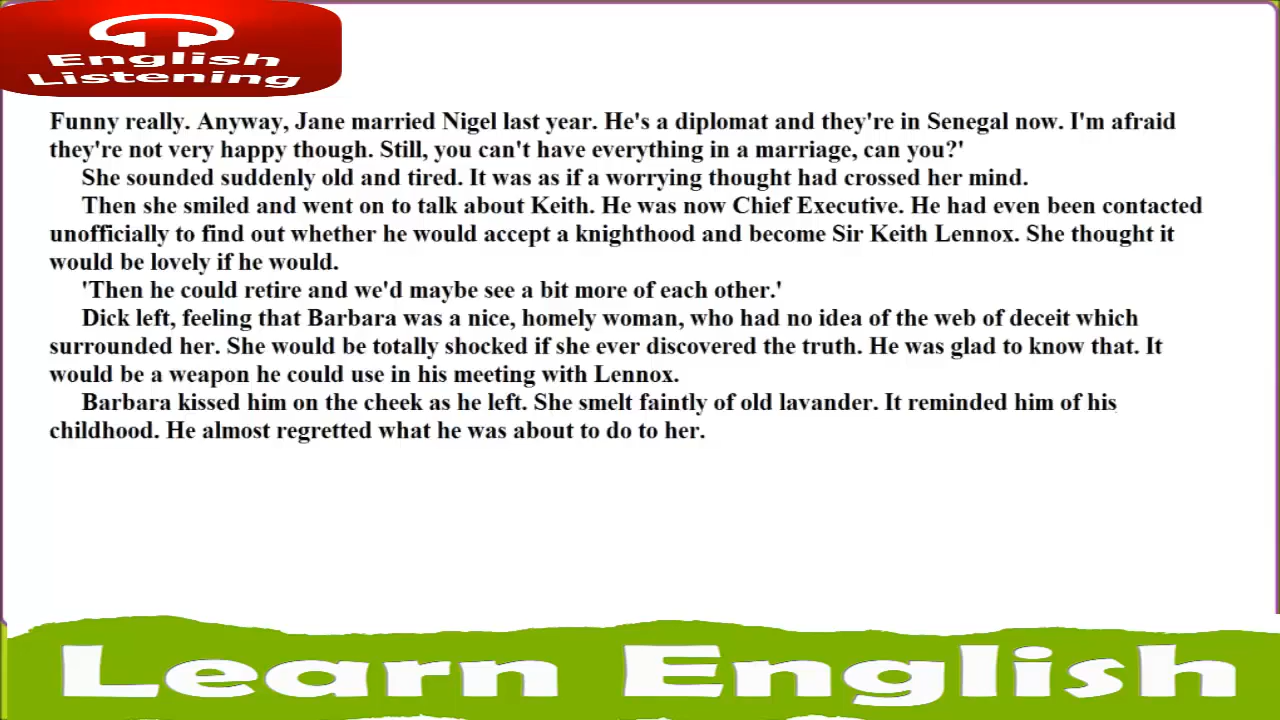 English
Listening
Funny really. Anyway, Jane married Nigel last year. He's a diplomat and they're in Senegal now. I'm afraid
they're not very happy though. Still, you can't have everything in a marriage, can you?'
She sounded suddenly old and tired. It was as if a worrying thought had crossed her mind.
Then she smiled and went on to talk about Keith. He was now Chief Executive. He had even been contacted
unofficially to find out whether he would accept a knighthood and become Sir Keith Lennox. She thought it
would be lovely if he would.
'Then he could retire and we'd maybe see a bit more of each other.'
Dick left, feeling that Barbara was a nice, homely woman, who had no idea of the web of deceit which
surrounded her. She would be totally shocked if she ever discovered the truth. He was glad to know that. It
would be a weapon he could use in his meeting with Lennox.
Barbara kissed him on the cheek as he left. She smelt faintly of old lavander. It reminded him of his
childhood. He almost regretted what he was about to do to her.
Learn English